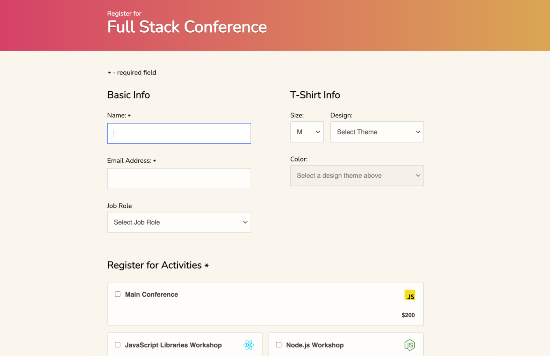 Register for
Full Stack Conference
* - required field
Basic Info
Name: *
Email Address: *
Job Role
Select Job Role
T-Shirt Info
Size:
Design:
M
Select Theme
Color:
Select a design theme above
Register for Activities *
Main Conference
JS
$200
JavaScript Libraries Workshop
Node.js Workshop
JS